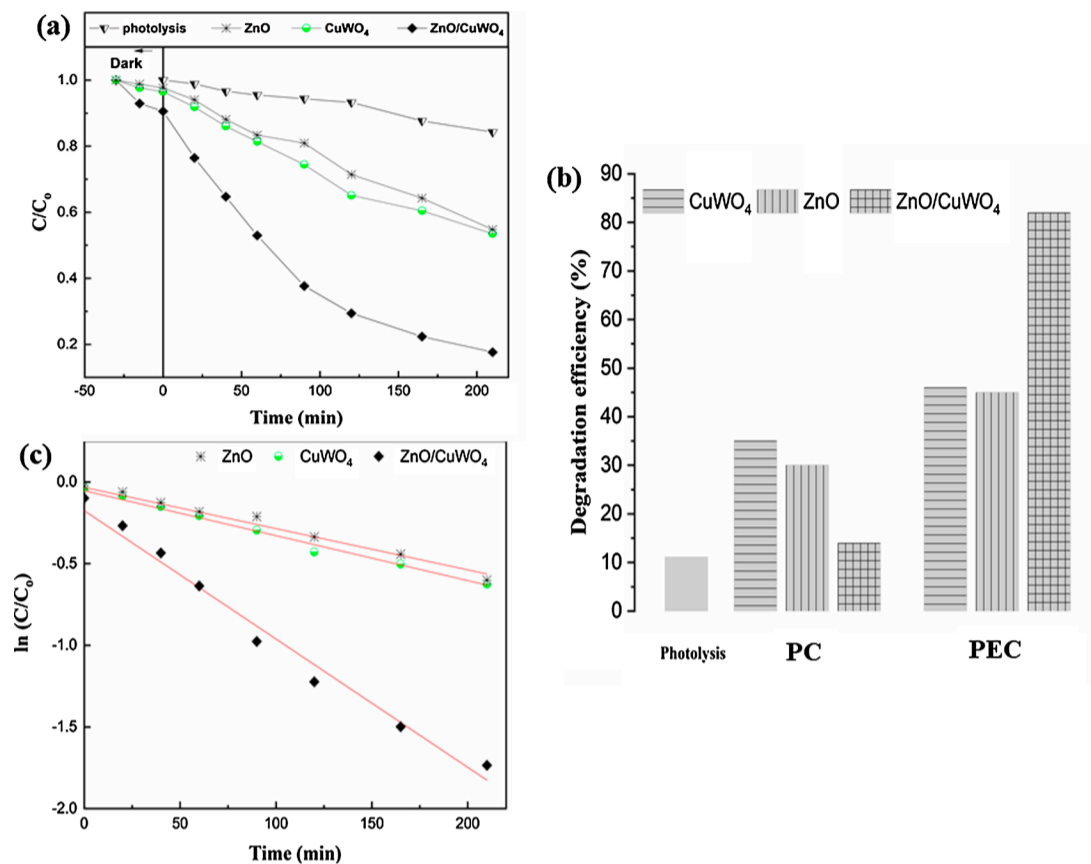 (a)
photolysis ZnO CuWO₄ ZnO/CuWO₄
Dark
1.0
0.8
0.6
0.4
0.2
C/Cₒ
-50 0 50 100 150 200
Time (min)
(b)
CuWO₄ ZnO ZnO/CuWO₄
90
80
70
60
50
40
30
20
10
0
Degradation efficiency (%)
Photolysis PC PEC
(c)
ZnO CuWO₄ ZnO/CuWO₄
0.0
-0.5
-1.0
-1.5
-2.0
ln (C/Cₒ)
0 50 100 150 200
Time (min)